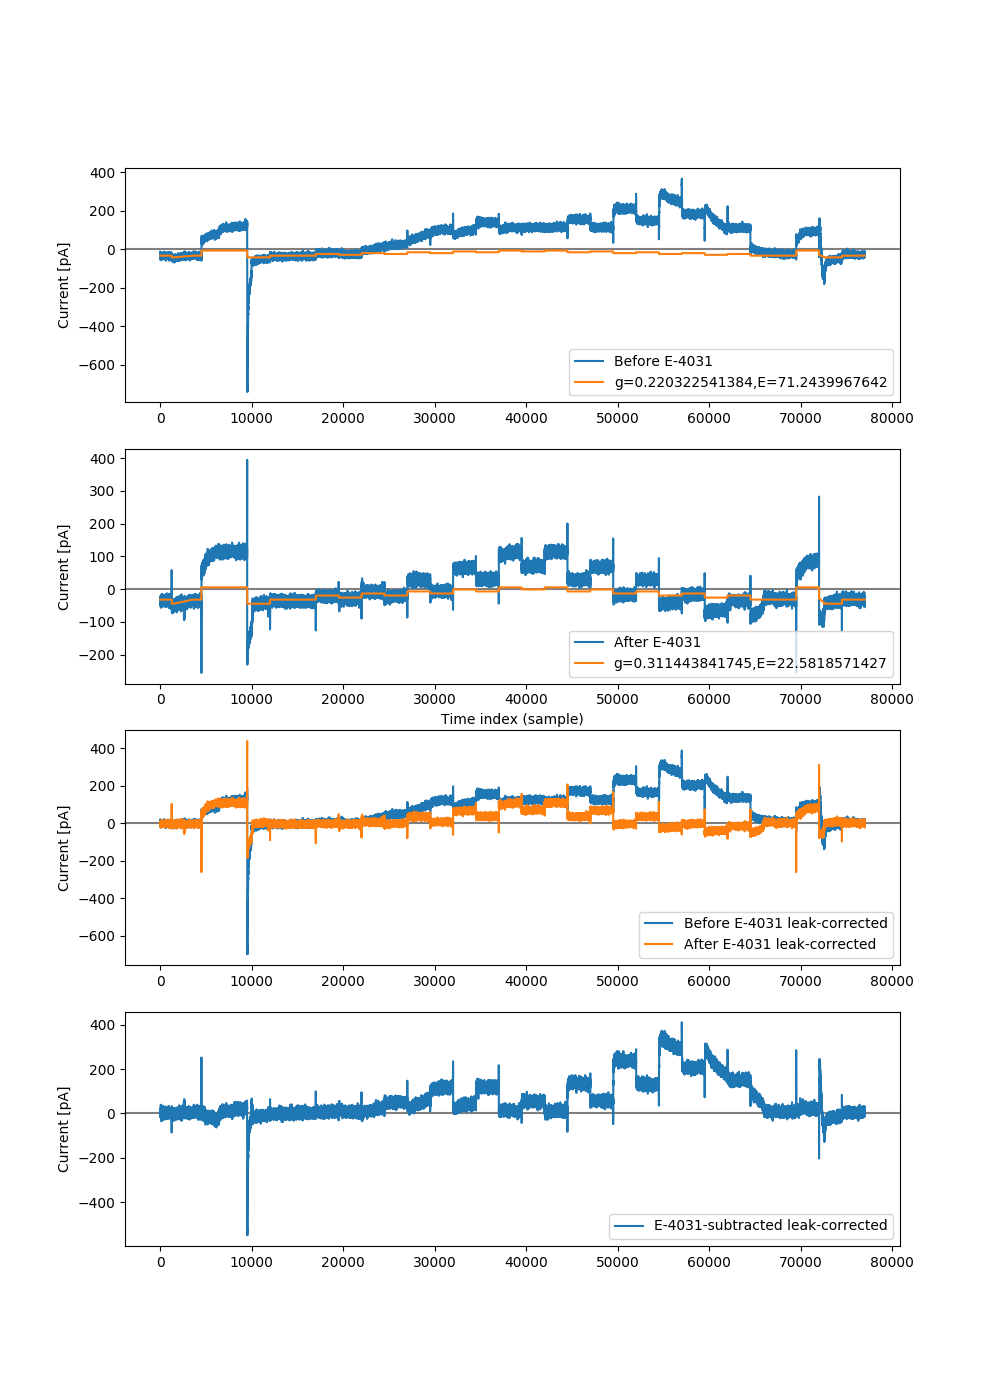 400
200
0
−200
−400
−600
Current [pA]
Before E-4031
g=0.220322541384,E=71.2439967642
0 10000 20000 30000 40000 50000 60000 70000 80000
400
300
200
100
0
−100
−200
Current [pA]
After E-4031
g=0.311443841745,E=22.5818571427
0 10000 20000 30000 40000 50000 60000 70000 80000
Time index (sample)
400
200
0
−200
−400
−600
Current [pA]
Before E-4031 leak-corrected
After E-4031 leak-corrected
0 10000 20000 30000 40000 50000 60000 70000 80000
400
200
0
−200
−400
Current [pA]
E-4031-subtracted leak-corrected
0 10000 20000 30000 40000 50000 60000 70000 80000